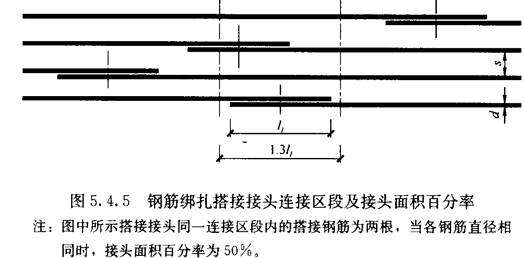 s
d
lₗ
1.3lₗ
图 5.4.5 钢筋绑扎搭接接头连接区段及接头面积百分率
注：图中所示搭接接头同一连接区段内的搭接钢筋为两根，当各钢筋直径相
同时，接头面积百分率为 50%。